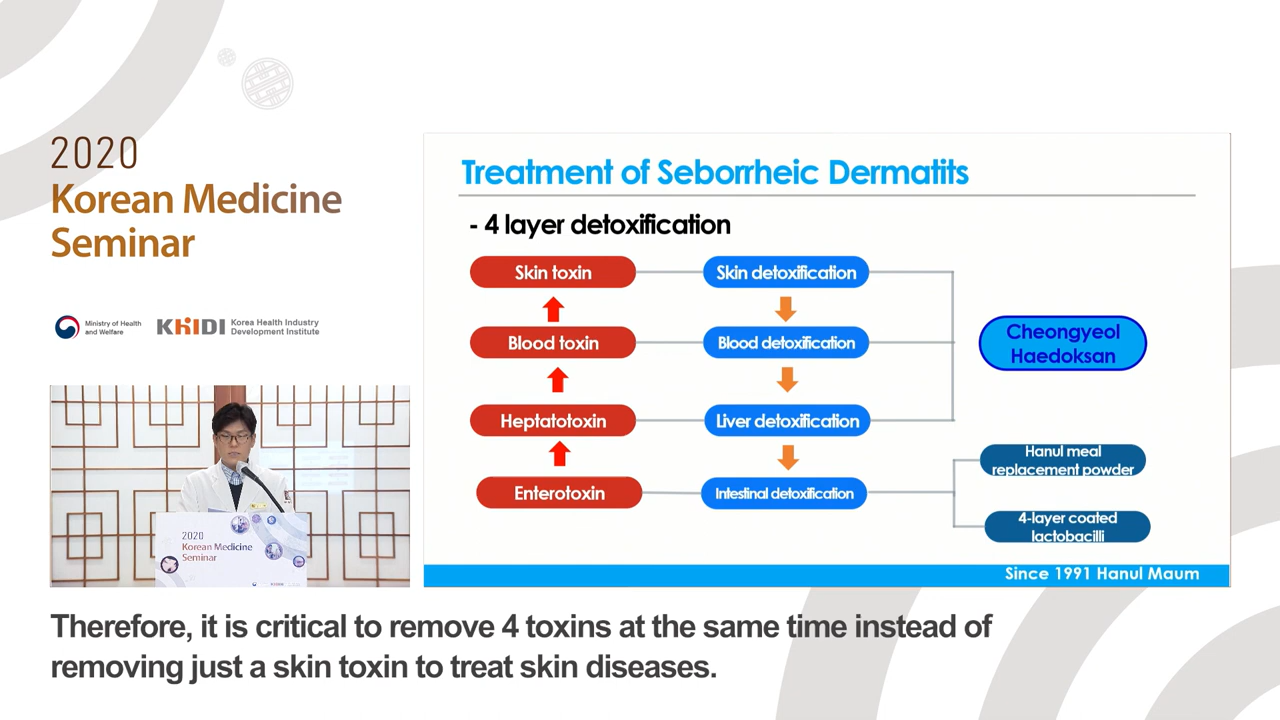 2020
Korean Medicine
Seminar
Ministry of Health
and Welfare
KHIDI
Korea Health Industry
Development Institute
2020
Korean Medicine
Seminar
Treatment of Seborrheic Dermatits
- 4 layer detoxification
Skin toxin
Skin detoxification
Blood toxin
Blood detoxification
Cheongyeol
Haedoksan
Heptatotoxin
Liver detoxification
Enterotoxin
Intestinal detoxification
Hanul meal
replacement powder
4-layer coated
lactobacilli
Since 1991 Hanul Maum
Therefore, it is critical to remove 4 toxins at the same time instead of
removing just a skin toxin to treat skin diseases.